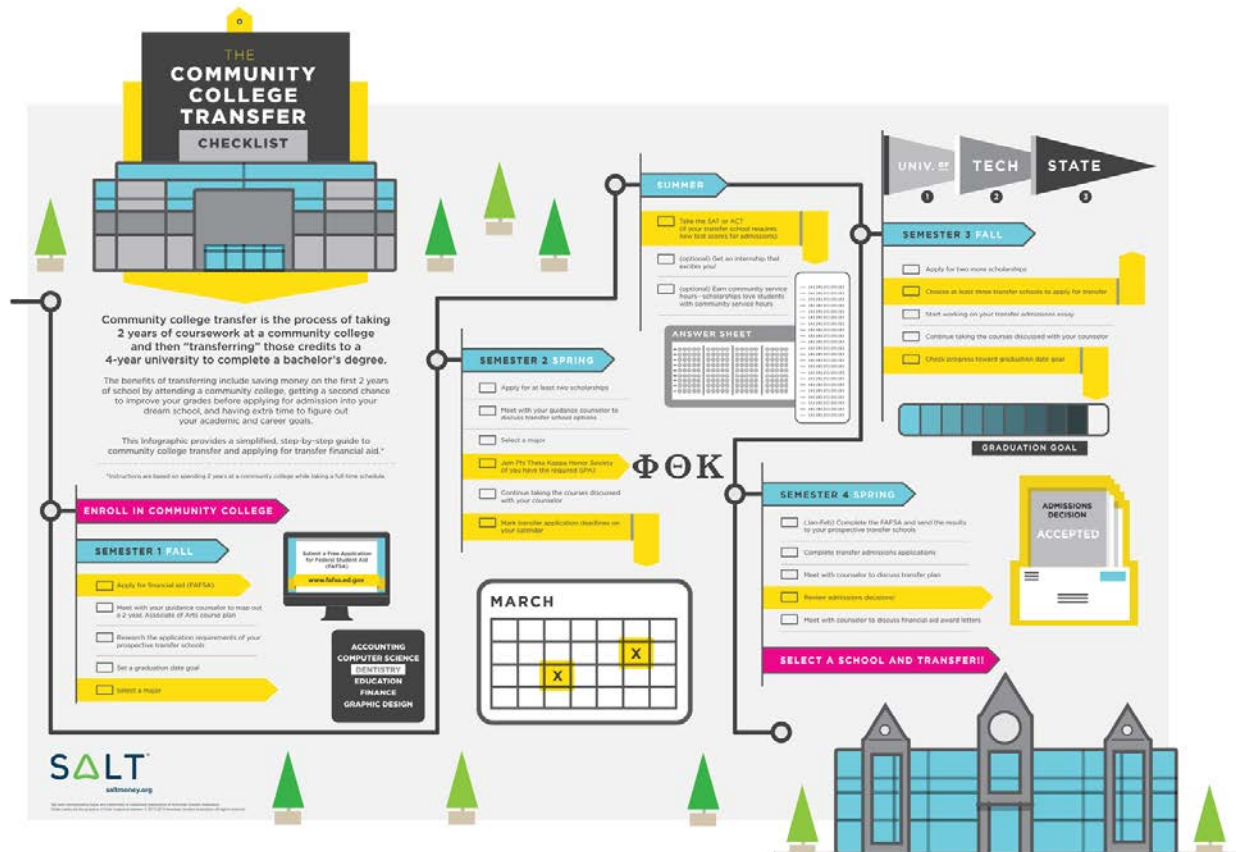 THE
COMMUNITY
COLLEGE
TRANSFER
CHECKLIST
Community college transfer is the process of taking
2 years of coursework at a community college
and then "transferring" those credits to a
4-year university to complete a bachelor's degree.
The benefits of transferring include saving money on the first 2 years
of school by attending a community college, getting a second chance
to improve your grades before applying for admission into your
dream school, and having extra time to figure out
your academic and career goals.
This Infographic provides a simplified, step-by-step guide to
community college transfer and applying for transfer financial aid.*
*Instructions are based on spending 2 years at a community college while taking a full-time schedule.
ENROLL IN COMMUNITY COLLEGE
SEMESTER 1 FALL
Apply for financial aid (FAFSA)
Meet with your guidance counselor to map out
a 2 year, Associate of Arts course plan
Research the application requirements of your
prospective transfer schools
Set a graduation date goal
Select a major
Submit a Free Application
for Federal Student Aid
(FAFSA)
www.fafsa.ed.gov
ACCOUNTING
COMPUTER SCIENCE
DENTISTRY
EDUCATION
FINANCE
GRAPHIC DESIGN
SEMESTER 2 SPRING
Apply for at least two scholarships
Meet with your guidance counselor to
discuss transfer school options
Select a major
Join Phi Theta Kappa Honor Society
(if you have the required GPA)
Continue taking the courses discussed
with your counselor
Mark transfer application deadlines on
your calendar
ΦΘΚ
MARCH
X
X
SUMMER
Take the SAT or ACT
(if your transfer school requires
new test scores for admissions)
(optional) Get an internship that
excites you!
(optional) Earn community service
hours—scholarships love students
with community service hours
ANSWER SHEET
UNIV. OF
TECH
STATE
1
2
3
SEMESTER 3 FALL
Apply for two more scholarships
Choose at least three transfer schools to apply for transfer
Start working on your transfer admissions essay
Continue taking the courses discussed with your counselor
Check progress toward graduation date goal
GRADUATION GOAL
SEMESTER 4 SPRING
(Jan-Feb) Complete the FAFSA and send the results
to your prospective transfer schools
Complete transfer admissions applications
Meet with counselor to discuss transfer plan
Review admissions decisions!
Meet with counselor to discuss financial aid award letters
SELECT A SCHOOL AND TRANSFER!!
ADMISSIONS
DECISION
ACCEPTED
SALT
saltmoney.org